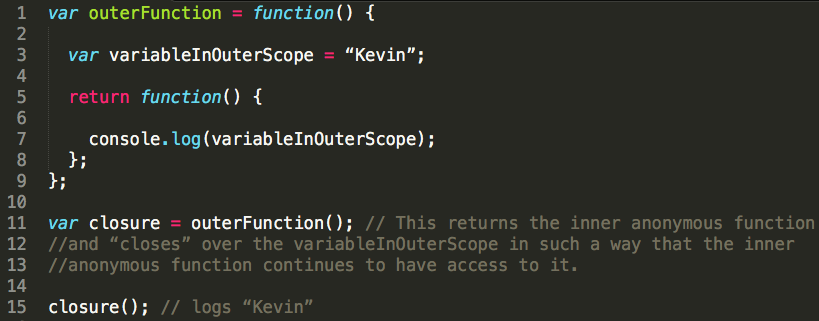 1 var outerFunction = function() {
2
3 var variableInOuterScope = “Kevin”;
4
5 return function() {
6
7 console.log(variableInOuterScope);
8 };
9 };
10
11 var closure = outerFunction(); // This returns the inner anonymous function
12 //and “closes” over the variableInOuterScope in such a way that the inner
13 //anonymous function continues to have access to it.
14
15 closure(); // logs “Kevin”